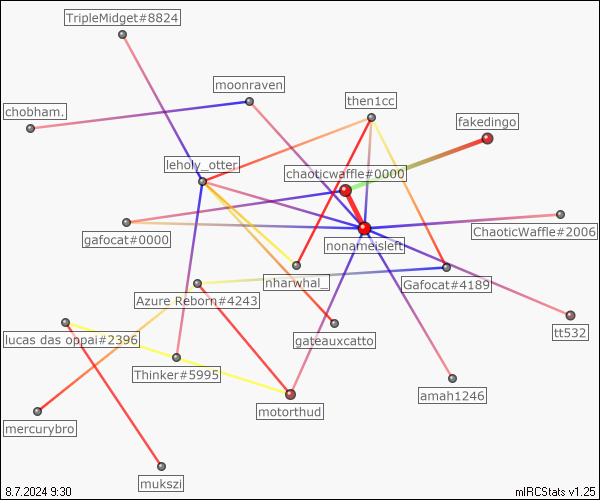 TripleMidget#8824
moonraven
chobham.
then1cc
fakedingo
leholy_otter
chaoticwaffle#0000
gafocat#0000
ChaoticWaffle#2006
nonameisleft
nharwhal_
Gafocat#4189
Azure Reborn#4243
tt532
lucas das oppai#2396
gateauxcatto
Thinker#5995
amah1246
motorthud
mercurybro
mukszi
8.7.2024 9:30
mIRCStats v1.25